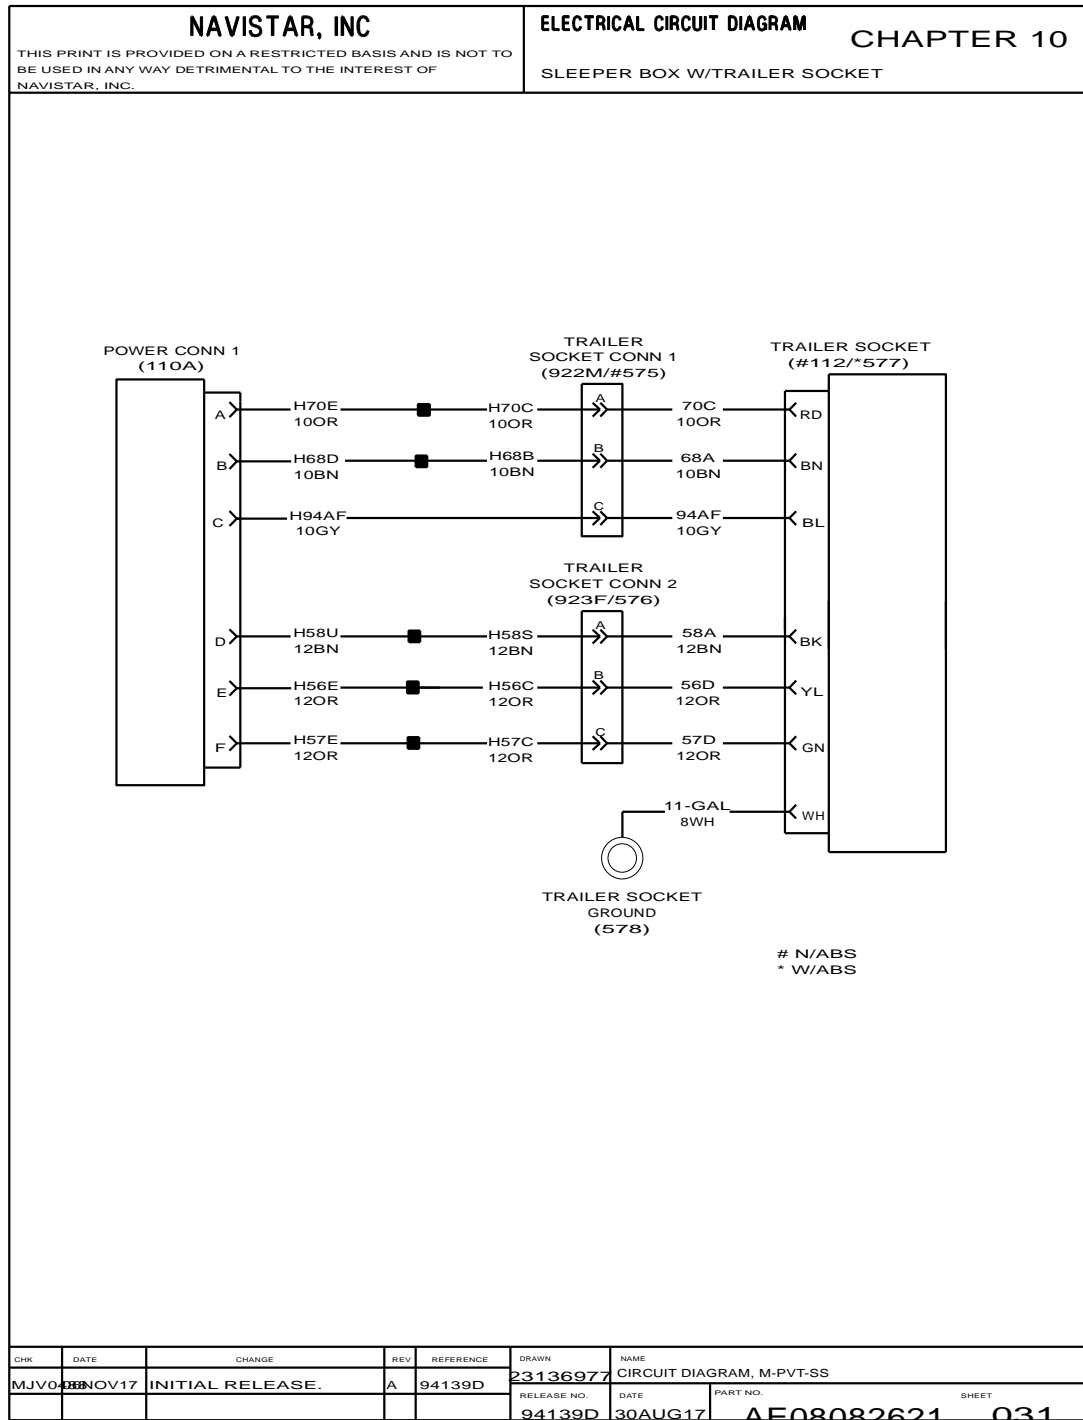 NAVISTAR, INC
THIS PRINT IS PROVIDED ON A RESTRICTED BASIS AND IS NOT TO
BE USED IN ANY WAY DETRIMENTAL TO THE INTEREST OF
NAVISTAR, INC.
ELECTRICAL CIRCUIT DIAGRAM
CHAPTER 10
SLEEPER BOX W/TRAILER SOCKET
POWER CONN 1
(110A)
TRAILER
SOCKET CONN 1
(922M/#575)
TRAILER SOCKET
(#112/*577)
A H70E H70C A 70C RD
10OR 10OR 10OR
B H68D H68B B 68A BN
10BN 10BN 10BN
C H94AF C 94AF BL
10GY 10GY
TRAILER
SOCKET CONN 2
(923F/576)
D H58U H58S A 58A BK
12BN 12BN 12BN
E H56E H56C B 56D YL
12OR 12OR 12OR
F H57E H57C C 57D GN
12OR 12OR 12OR
11-GAL WH
8WH
TRAILER SOCKET
GROUND
(578)
# N/ABS
* W/ABS
CHK DATE CHANGE REV REFERENCE DRAWN NAME
INITIAL RELEASE. A 94139D 23136977 CIRCUIT DIAGRAM, M-PVT-SS
RELEASE NO. DATE PART NO. SHEET
94139D 30AUG17 AE08082621 031